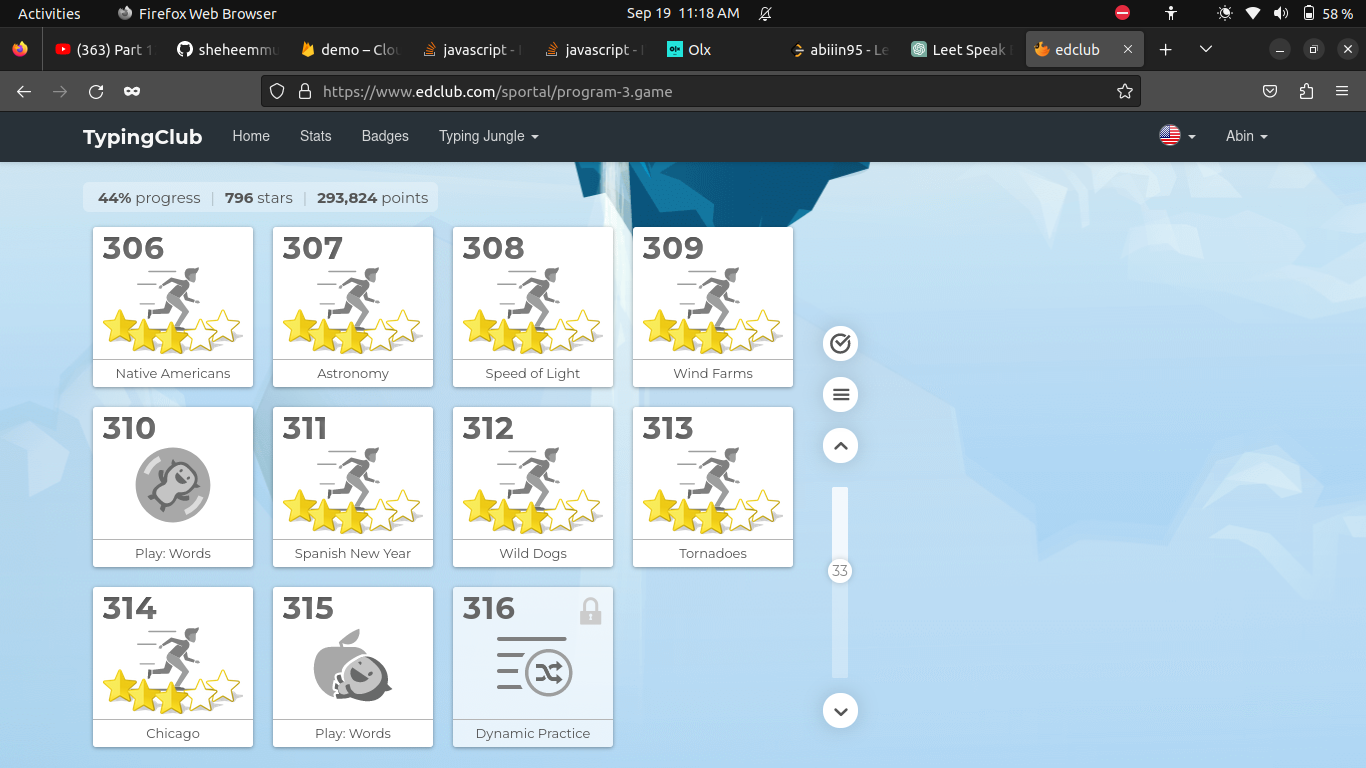 Activities Firefox Web Browser Sep 19 11:18 AM 58 %
(363) Part 1 sheheemmu demo – Clou javascript - javascript - Olx abiiin95 - Le Leet Speak edclub
https://www.edclub.com/sportal/program-3.game
TypingClub Home Stats Badges Typing Jungle Abin
44% progress | 796 stars | 293,824 points
306 307 308 309
Native Americans Astronomy Speed of Light Wind Farms
310 311 312 313
Play: Words Spanish New Year Wild Dogs Tornadoes
33
314 315 316
Chicago Play: Words Dynamic Practice